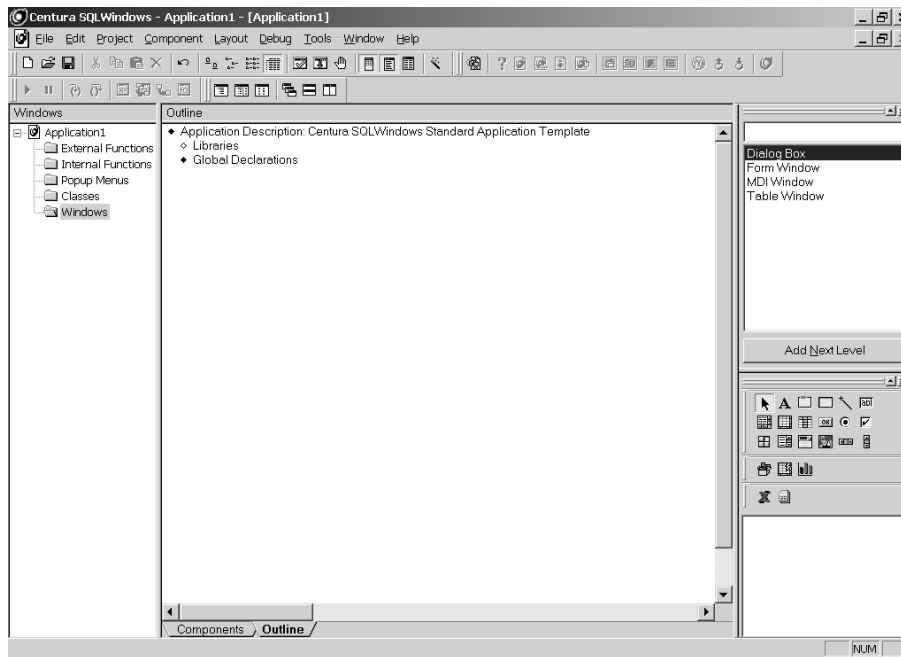 Centura SQLWindows - Application1 - [Application1]
File Edit Project Component Layout Debug Tools Window Help
Windows
Application1
External Functions
Internal Functions
Popup Menus
Classes
Windows
Outline
Application Description: Centura SQLWindows Standard Application Template
Libraries
Global Declarations
Components
Outline
Dialog Box
Form Window
MDI Window
Table Window
Add Next Level
A
NUM